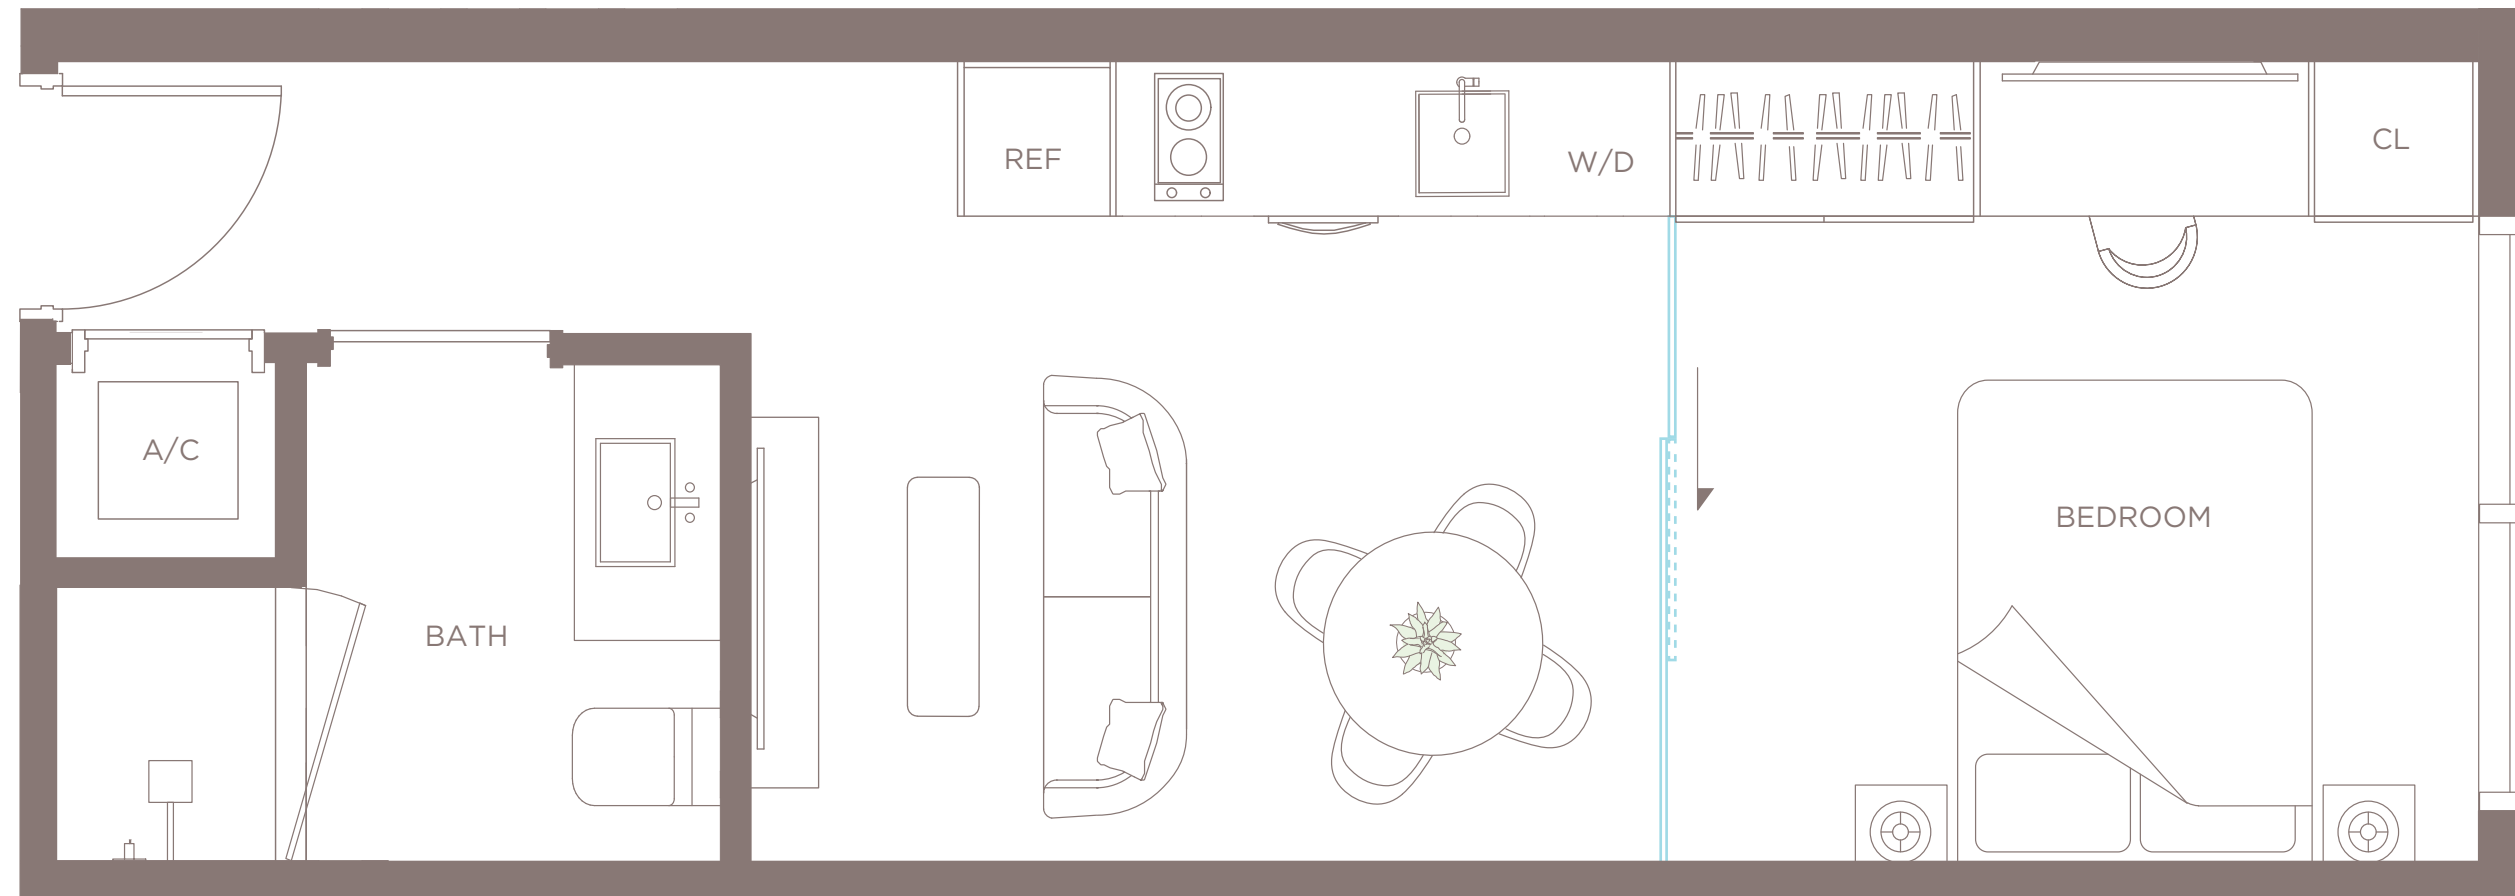 REF
W/D
CL
A/C
BEDROOM
BATH